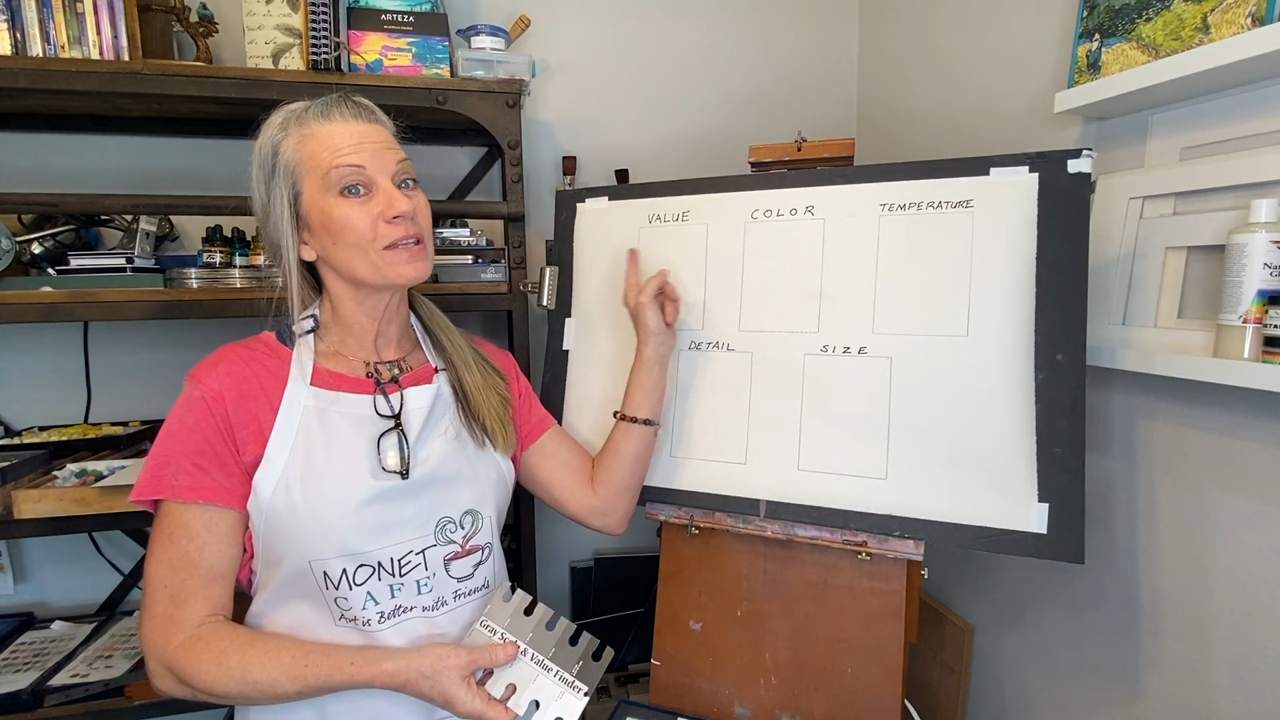 ARTEZA
VALUE
COLOR
TEMPERATURE
DETAIL
SIZE
MONET
CAFE'
Art is Better with Friends
Gray Scale & Value Finder